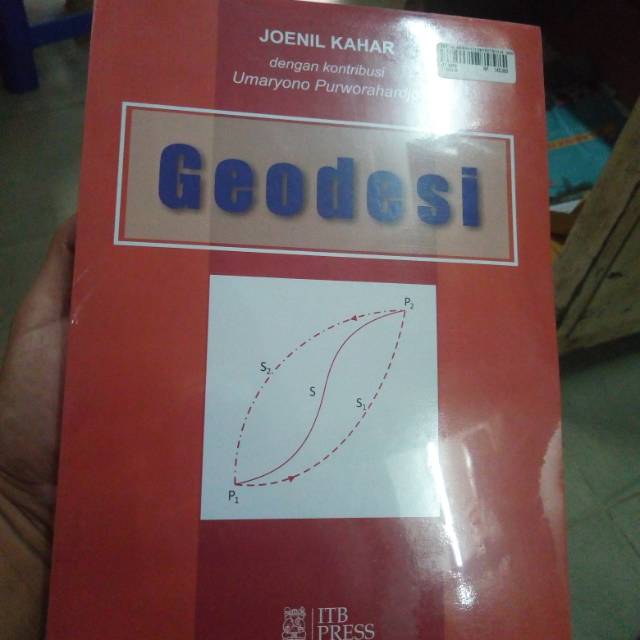 JOENIL KAHAR
dengan kontribusi
Umaryono Purworahardjo
Geodesi
P₂
S₂
S
S₁
P₁
ITB
PRESS